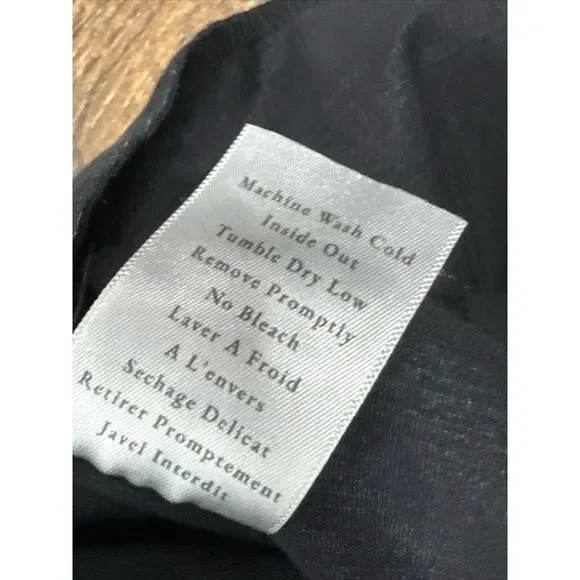 Machine Wash Cold
Inside Out
Tumble Dry Low
Remove Promptly
No Bleach
Laver A Froid
A L'envers
Sechage Delicat
Retirer Promptement
Javel Interdit